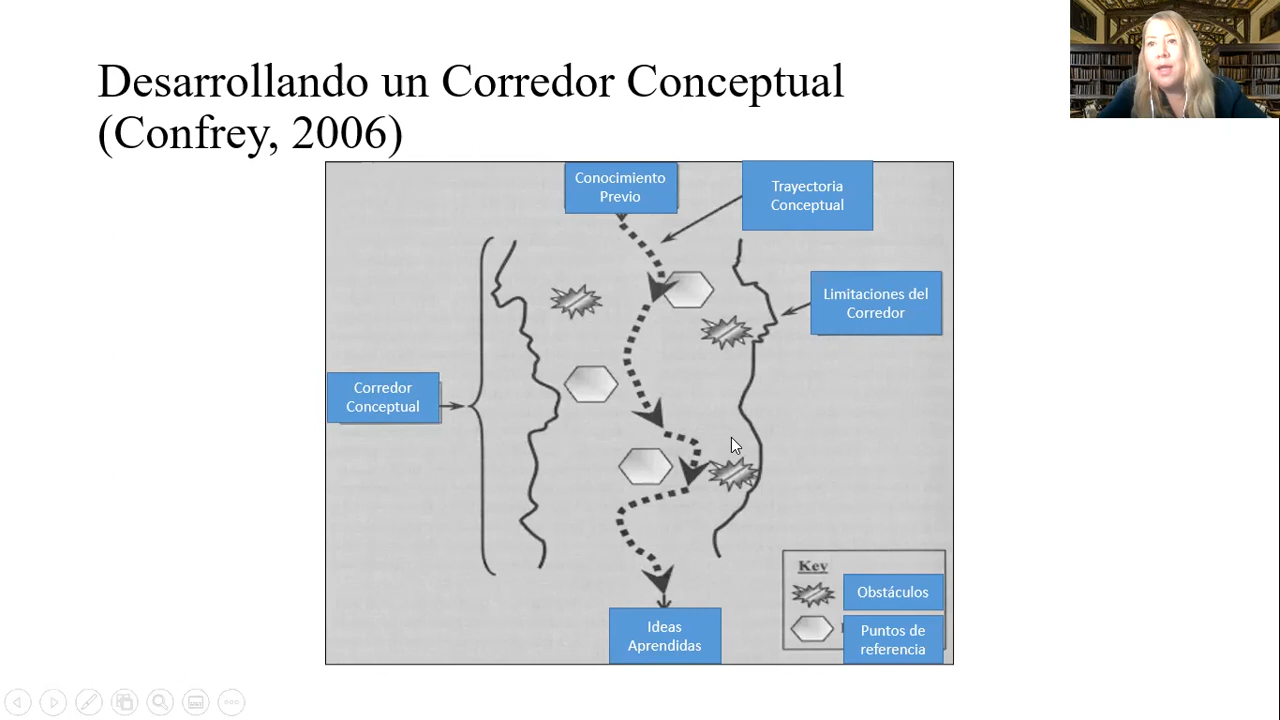 Desarrollando un Corredor Conceptual
(Confrey, 2006)
Conocimiento
Previo
Trayectoria
Conceptual
Limitaciones del
Corredor
Corredor
Conceptual
Key
Obstáculos
Puntos de
referencia
Ideas
Aprendidas